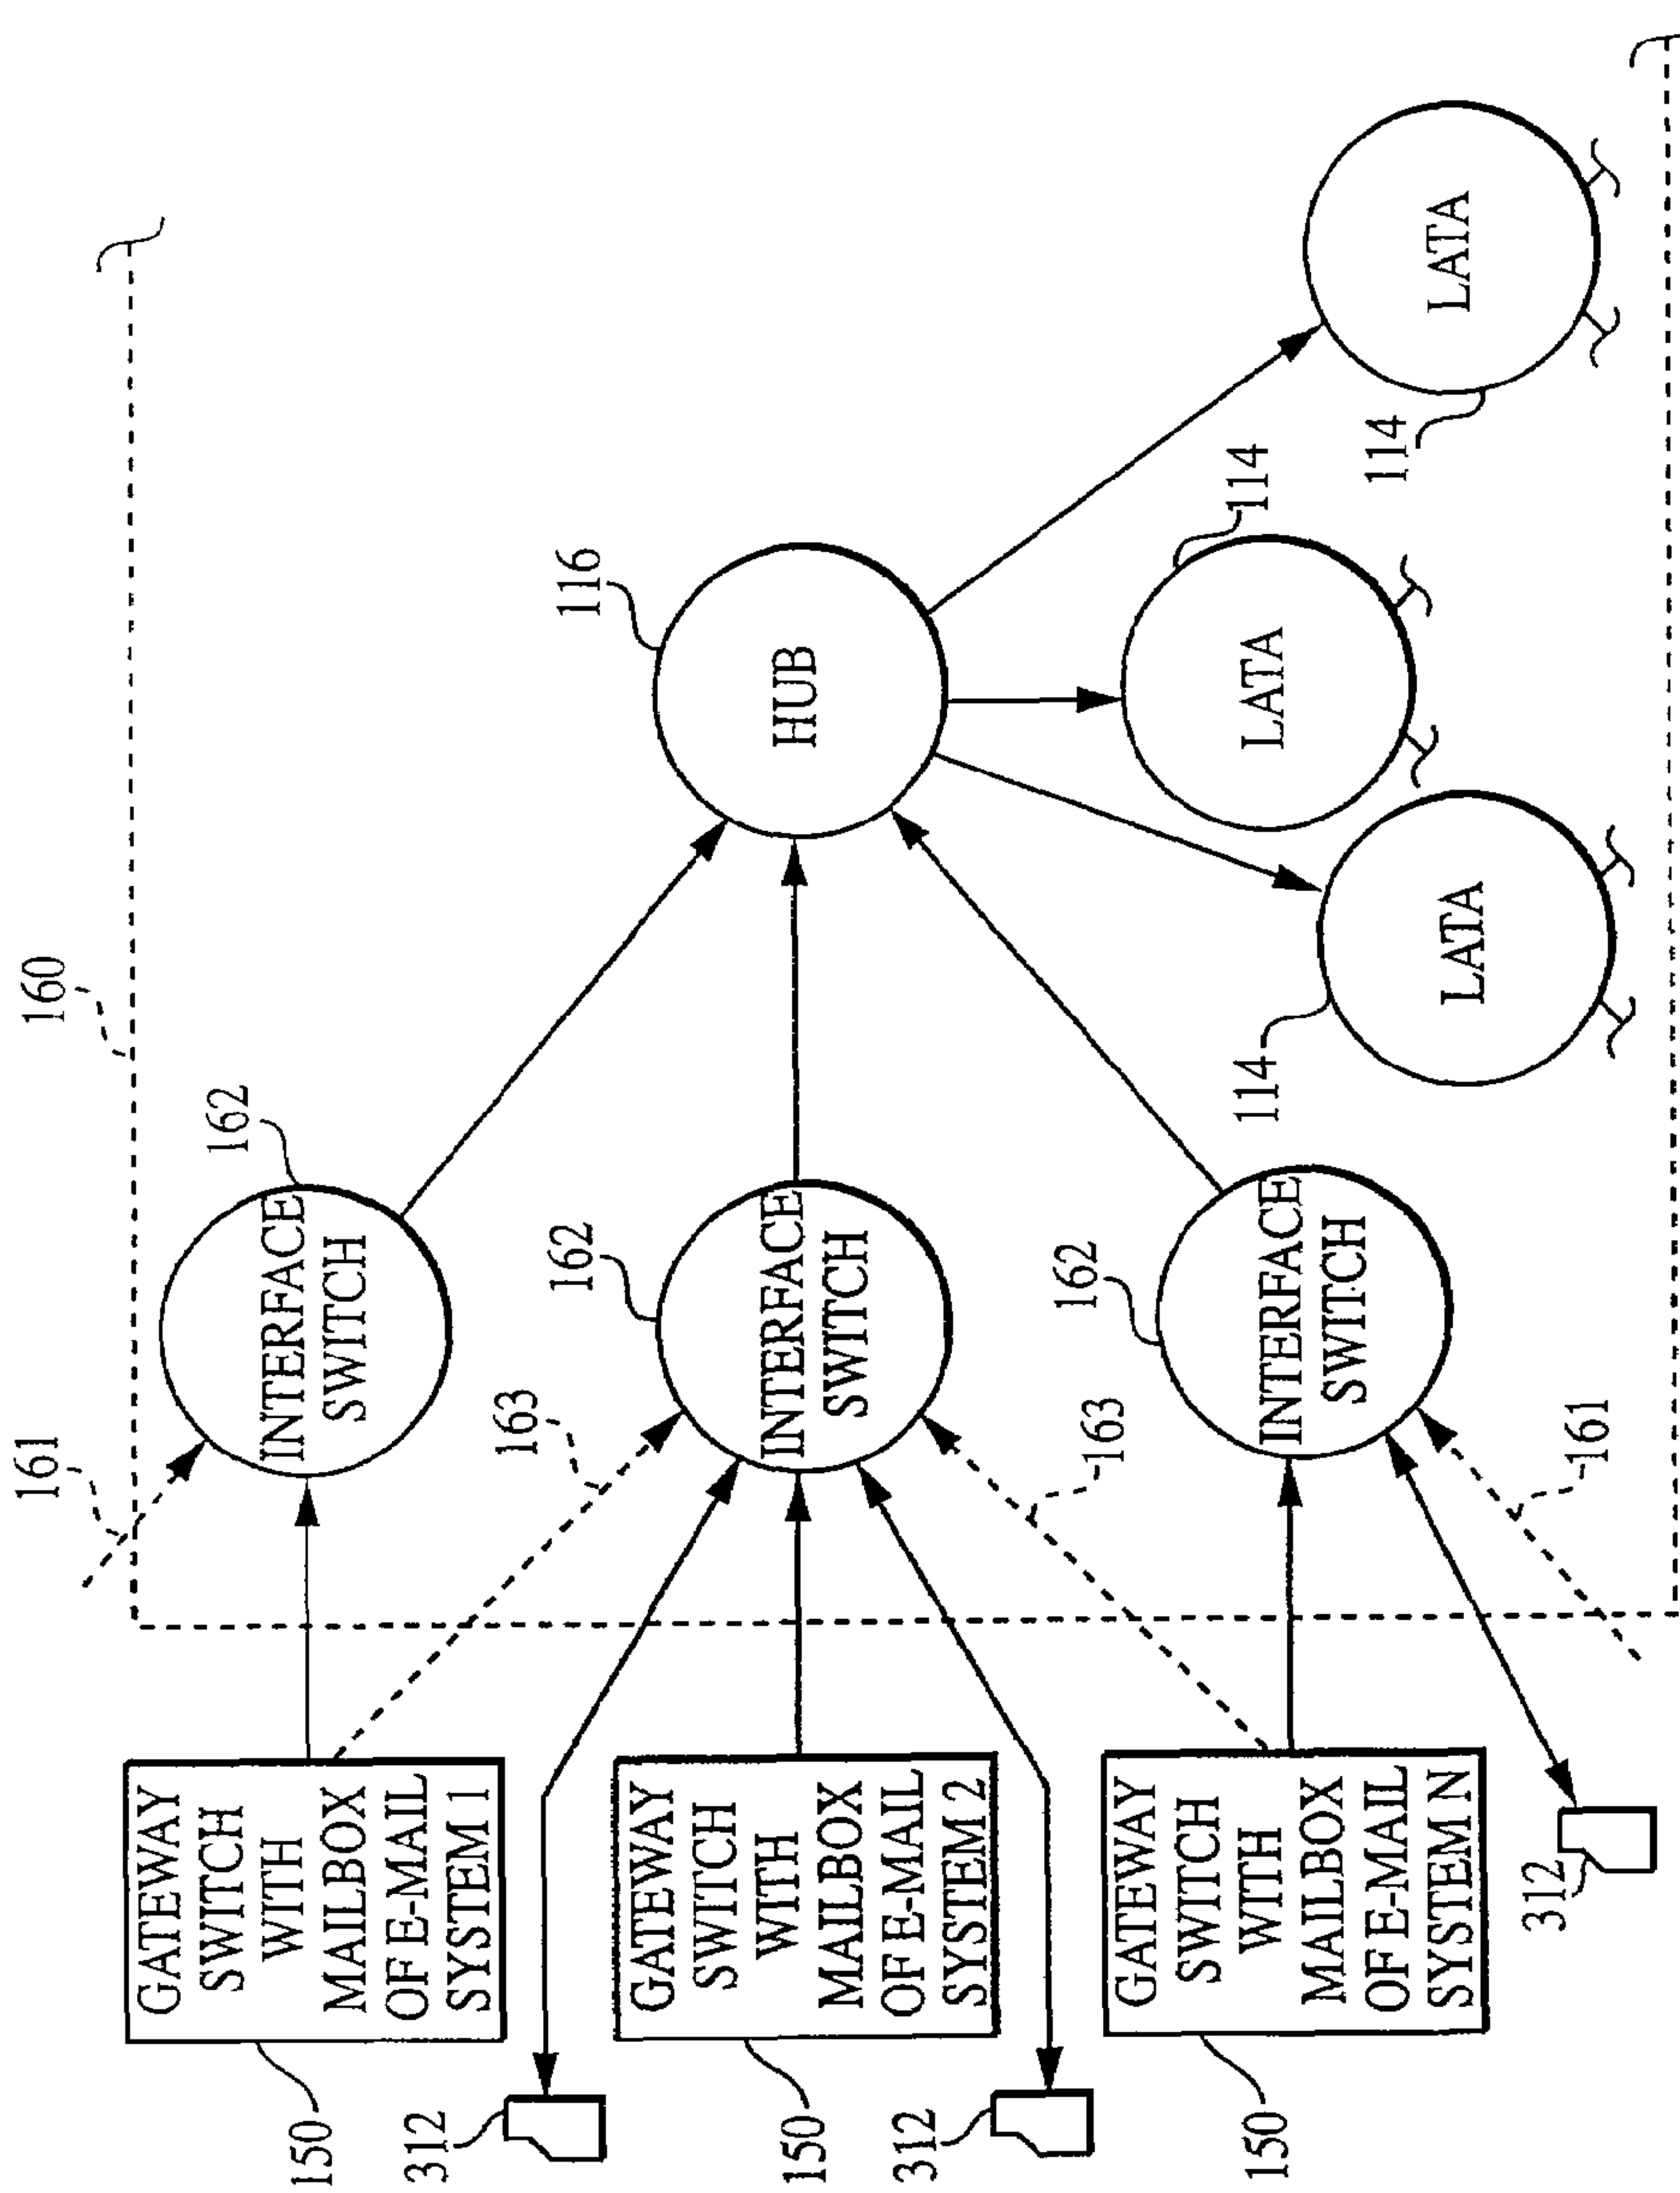 161
160
162
GATEWAY
SWITCH
WITH
MAILBOX
OF E-MAIL
SYSTEM 1
INTERFACE
SWITCH
150
312
163
162
116
GATEWAY
SWITCH
WITH
MAILBOX
OF E-MAIL
SYSTEM 2
INTERFACE
SWITCH
HUB
150
312
163
162
GATEWAY
SWITCH
WITH
MAILBOX
OF E-MAIL
SYSTEM N
INTERFACE
SWITCH
150
312
161
114
LATA
114
LATA
114
LATA